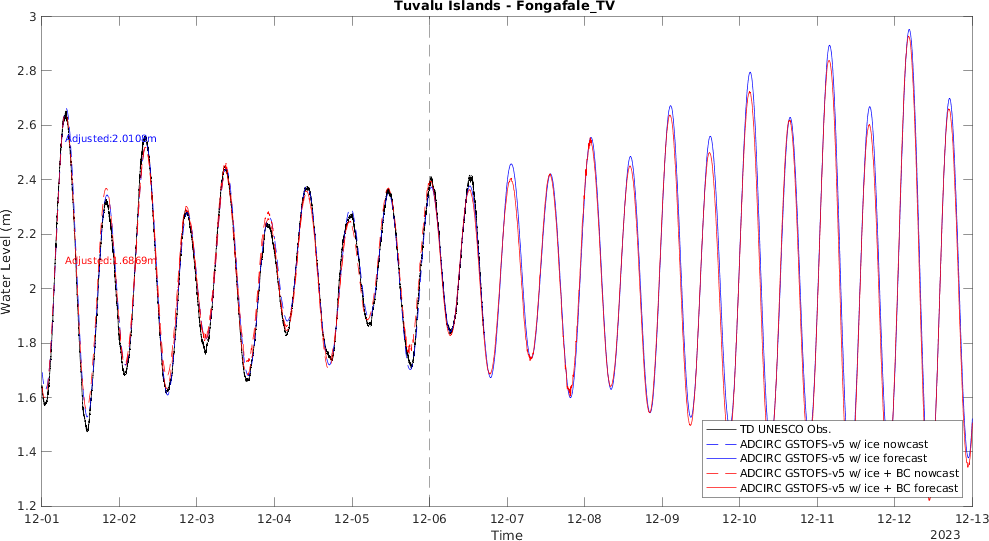 Tuvalu Islands - Fongafale_TV
Water Level (m)
3
2.8
2.6
2.4
2.2
2
1.8
1.6
1.4
1.2
Adjusted:2.0109m
Adjusted:1.6869m
TD UNESCO Obs.
ADCIRC GSTOFS-v5 w/ ice nowcast
ADCIRC GSTOFS-v5 w/ ice forecast
ADCIRC GSTOFS-v5 w/ ice + BC nowcast
ADCIRC GSTOFS-v5 w/ ice + BC forecast
12-01 12-02 12-03 12-04 12-05 12-06 12-07 12-08 12-09 12-10 12-11 12-12 12-13
Time
2023